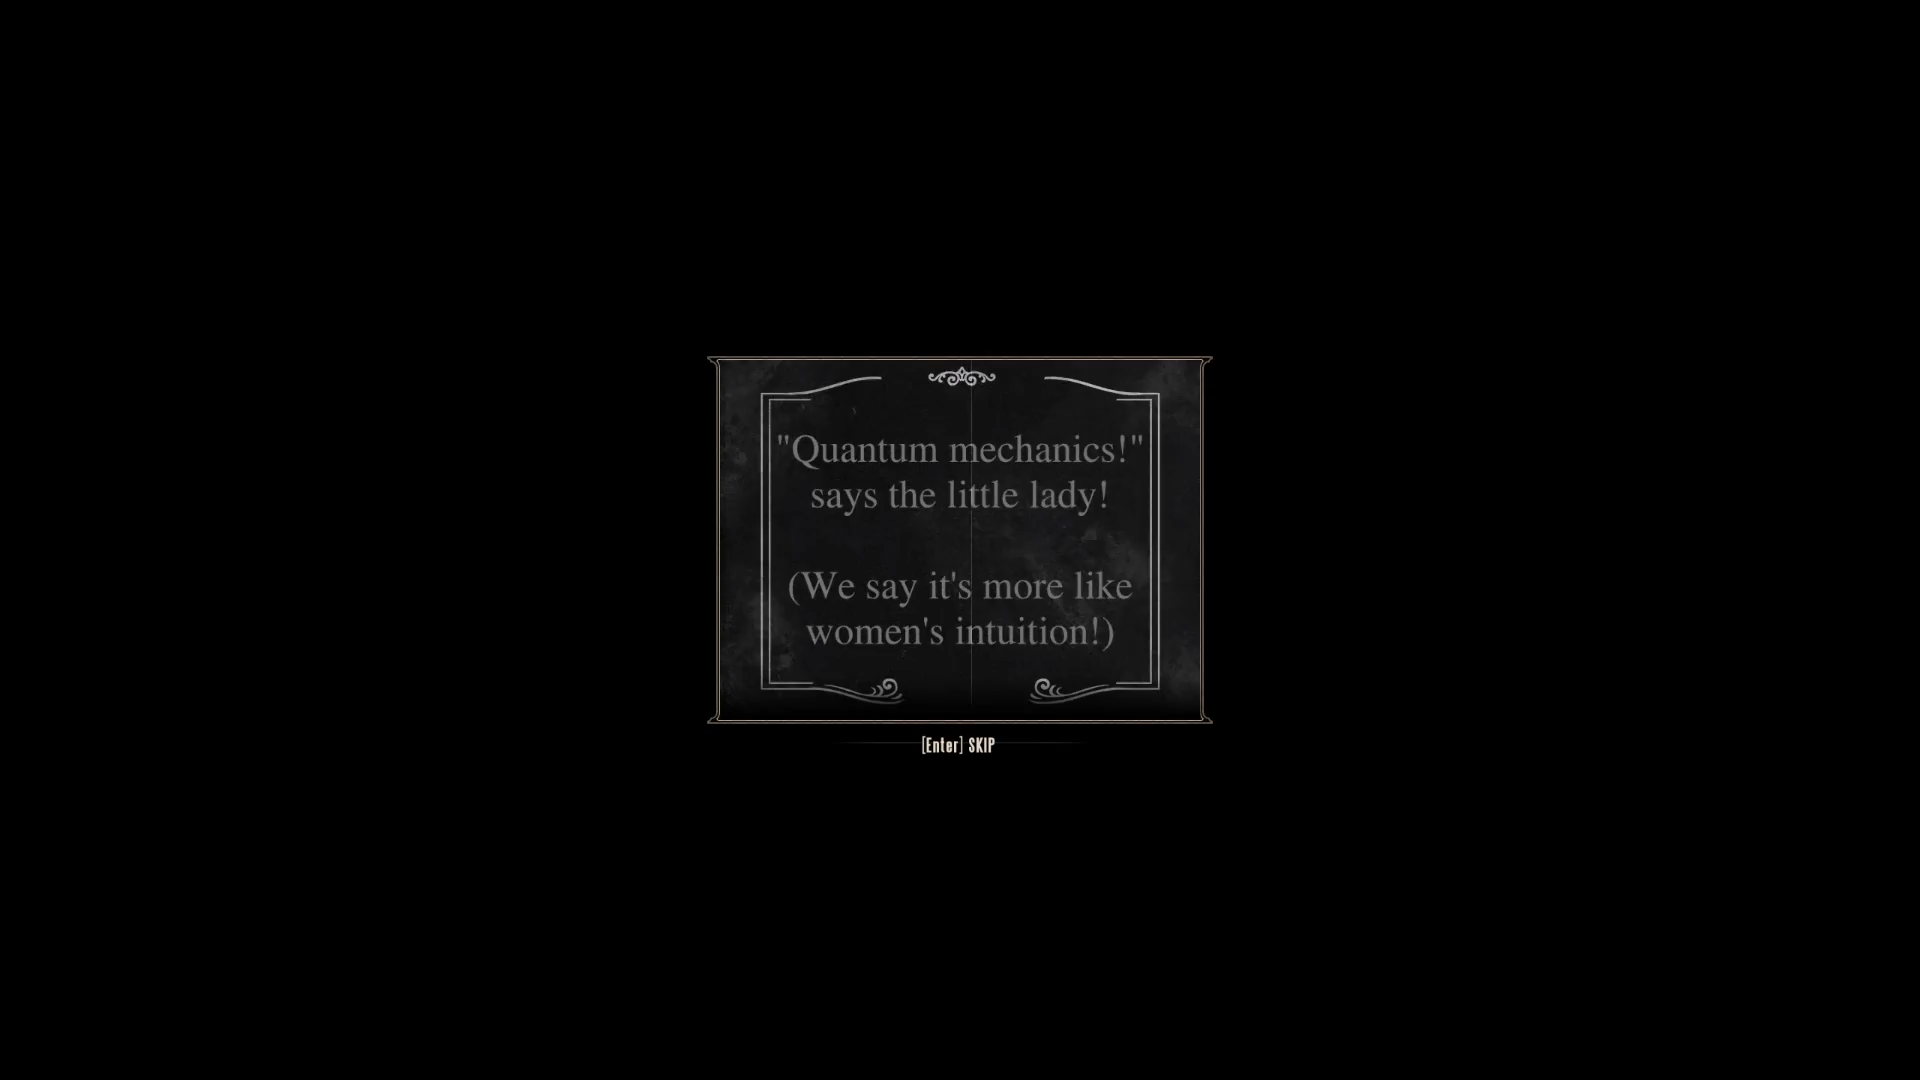 "Quantum mechanics!"
says the little lady!
(We say it's more like
women's intuition!)
[Enter] SKIP